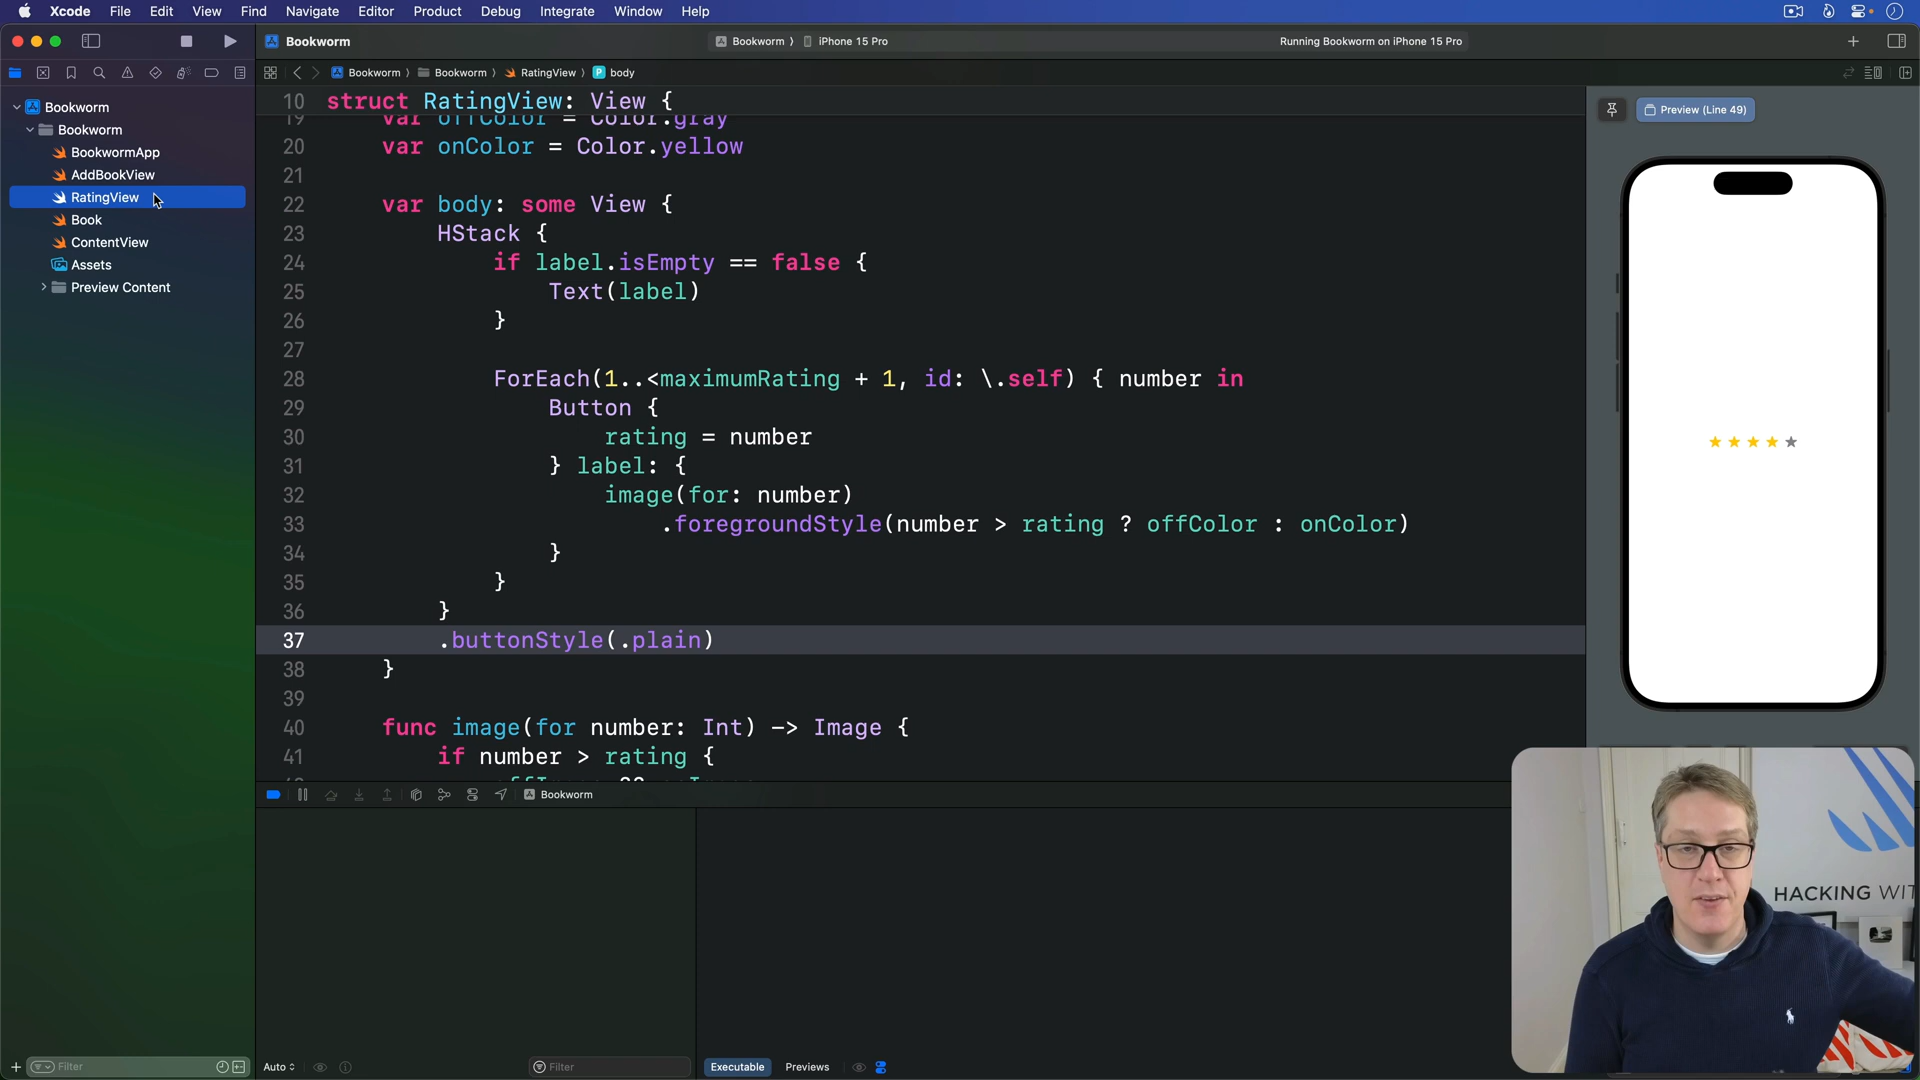 Xcode File Edit View Find Navigate Editor Product Debug Integrate Window Help
Bookworm
Bookworm 〉 iPhone 15 Pro
Running Bookworm on iPhone 15 Pro
Bookworm 〉 Bookworm 〉 RatingView 〉 P body
Bookworm
Bookworm
BookwormApp
AddBookView
RatingView
Book
ContentView
Assets
Preview Content
10 struct RatingView: View {
19 var offColor = Color.gray
20 var onColor = Color.yellow
21
22 var body: some View {
23 HStack {
24 if label.isEmpty == false {
25 Text(label)
26 }
27
28 ForEach(1..<maximumRating + 1, id: \.self) { number in
29 Button {
30 rating = number
31 } label: {
32 image(for: number)
33 .foregroundStyle(number > rating ? offColor : onColor)
34 }
35 }
36 }
37 .buttonStyle(.plain)
38 }
39
40 func image(for number: Int) -> Image {
41 if number > rating {
Preview (Line 49)
Bookworm
HACKING WIT
Filter
Auto
Filter
Executable Previews